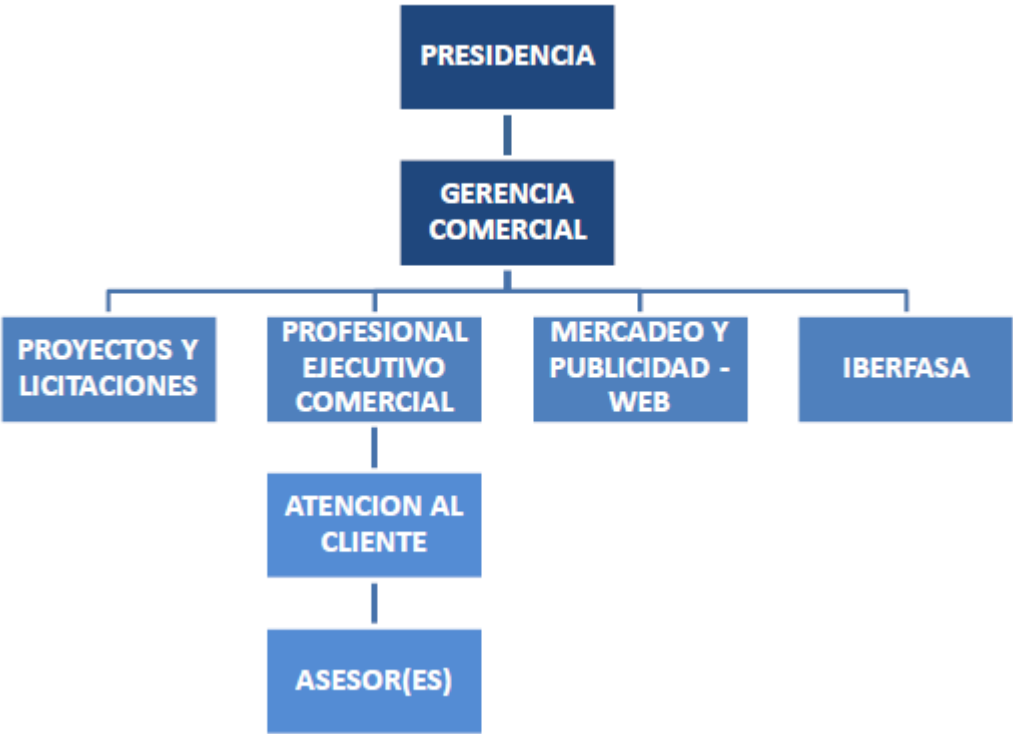 PRESIDENCIA
GERENCIA
COMERCIAL
PROYECTOS Y
LICITACIONES
PROFESIONAL
EJECUTIVO
COMERCIAL
MERCADEO Y
PUBLICIDAD -
WEB
IBERFASA
ATENCION AL
CLIENTE
ASESOR(ES)